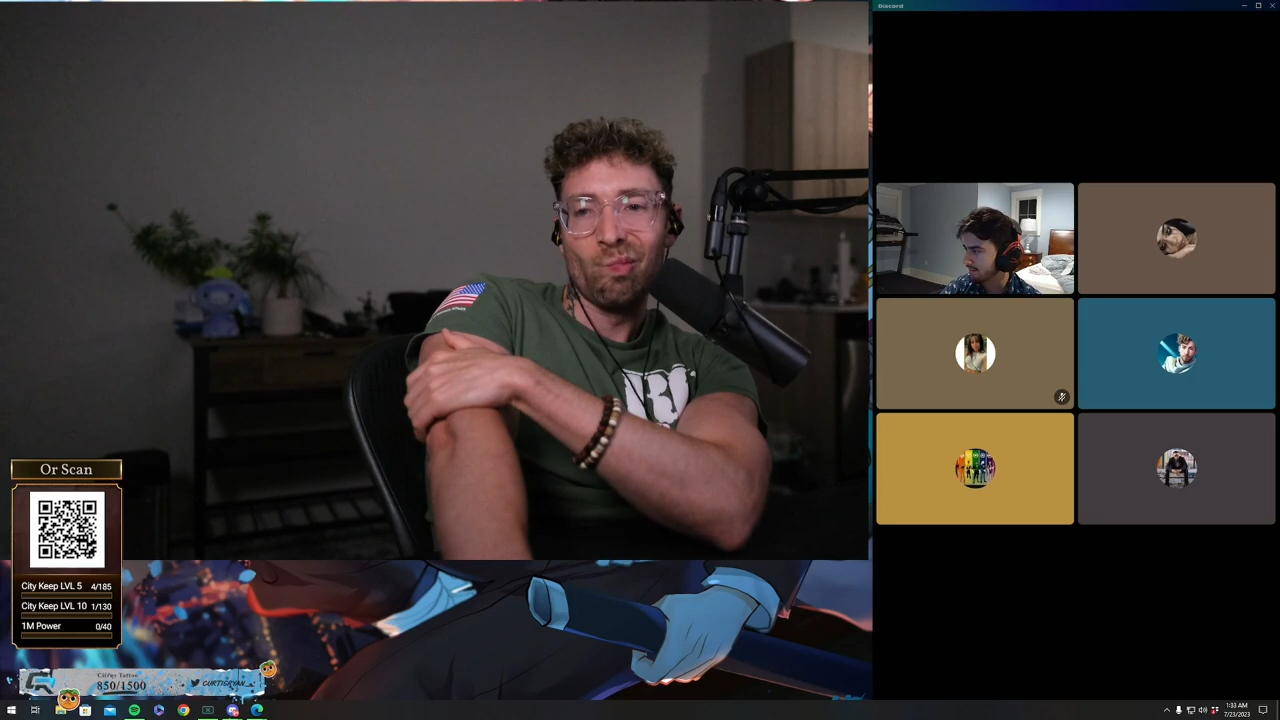 Discord
Or Scan
City Keep LVL 5 4/185
City Keep LVL 10 1/130
1M Power 0/40
850/1500
CURTISRYAN
1:33 AM
7/23/2023